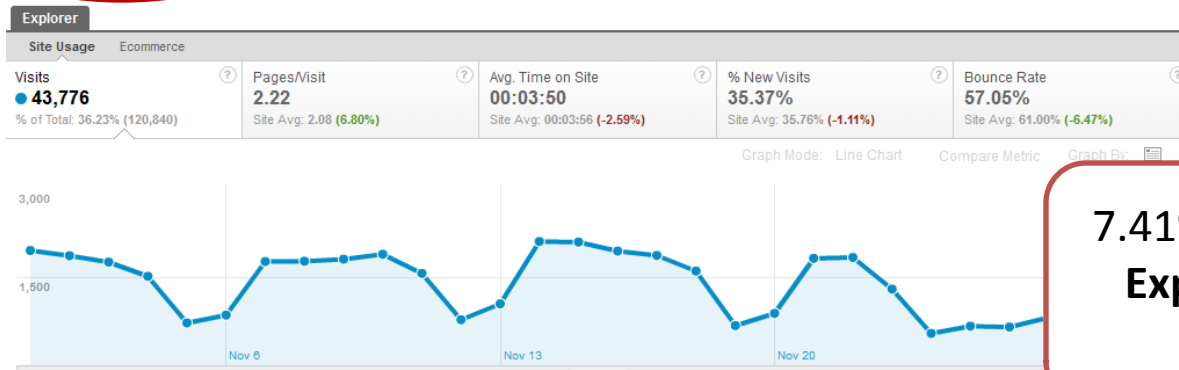 Explorer
Site Usage Ecommerce
Visits ? Pages/Visit ? Avg. Time on Site ? % New Visits ? Bounce Rate ?
43,776 2.22 00:03:50 35.37% 57.05%
% of Total: 36.23% (120,840) Site Avg: 2.08 (6.80%) Site Avg: 00:03:56 (-2.59%) Site Avg: 35.76% (-1.11%) Site Avg: 61.00% (-6.47%)
Graph Mode: Line Chart Compare Metric Graph By:
3,000
7.41
1,500
Nov 6 Nov 13 Nov 20